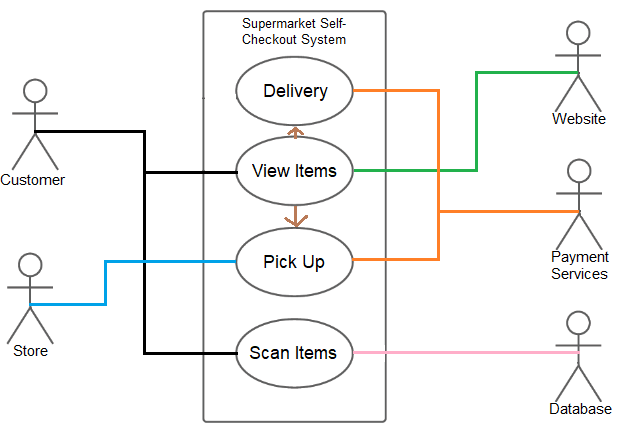 Supermarket Self-
Checkout System
Delivery
View Items
Pick Up
Scan Items
Customer
Store
Website
Payment
Services
Database